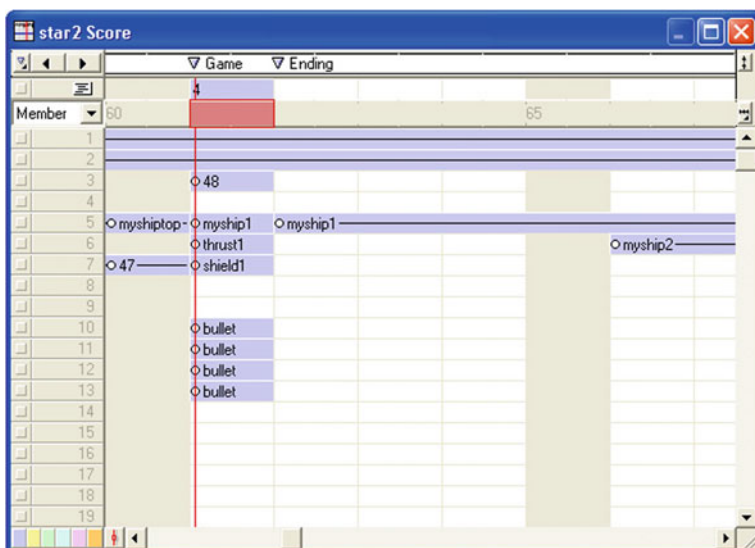 star2 Score
Game Ending
4
Member 60 65
1
2
3 48
4
5 myshiptop myship1 myship1
6 thrust1 myship2
7 47 shield1
8
9
10 bullet
11 bullet
12 bullet
13 bullet
14
15
16
17
18
19